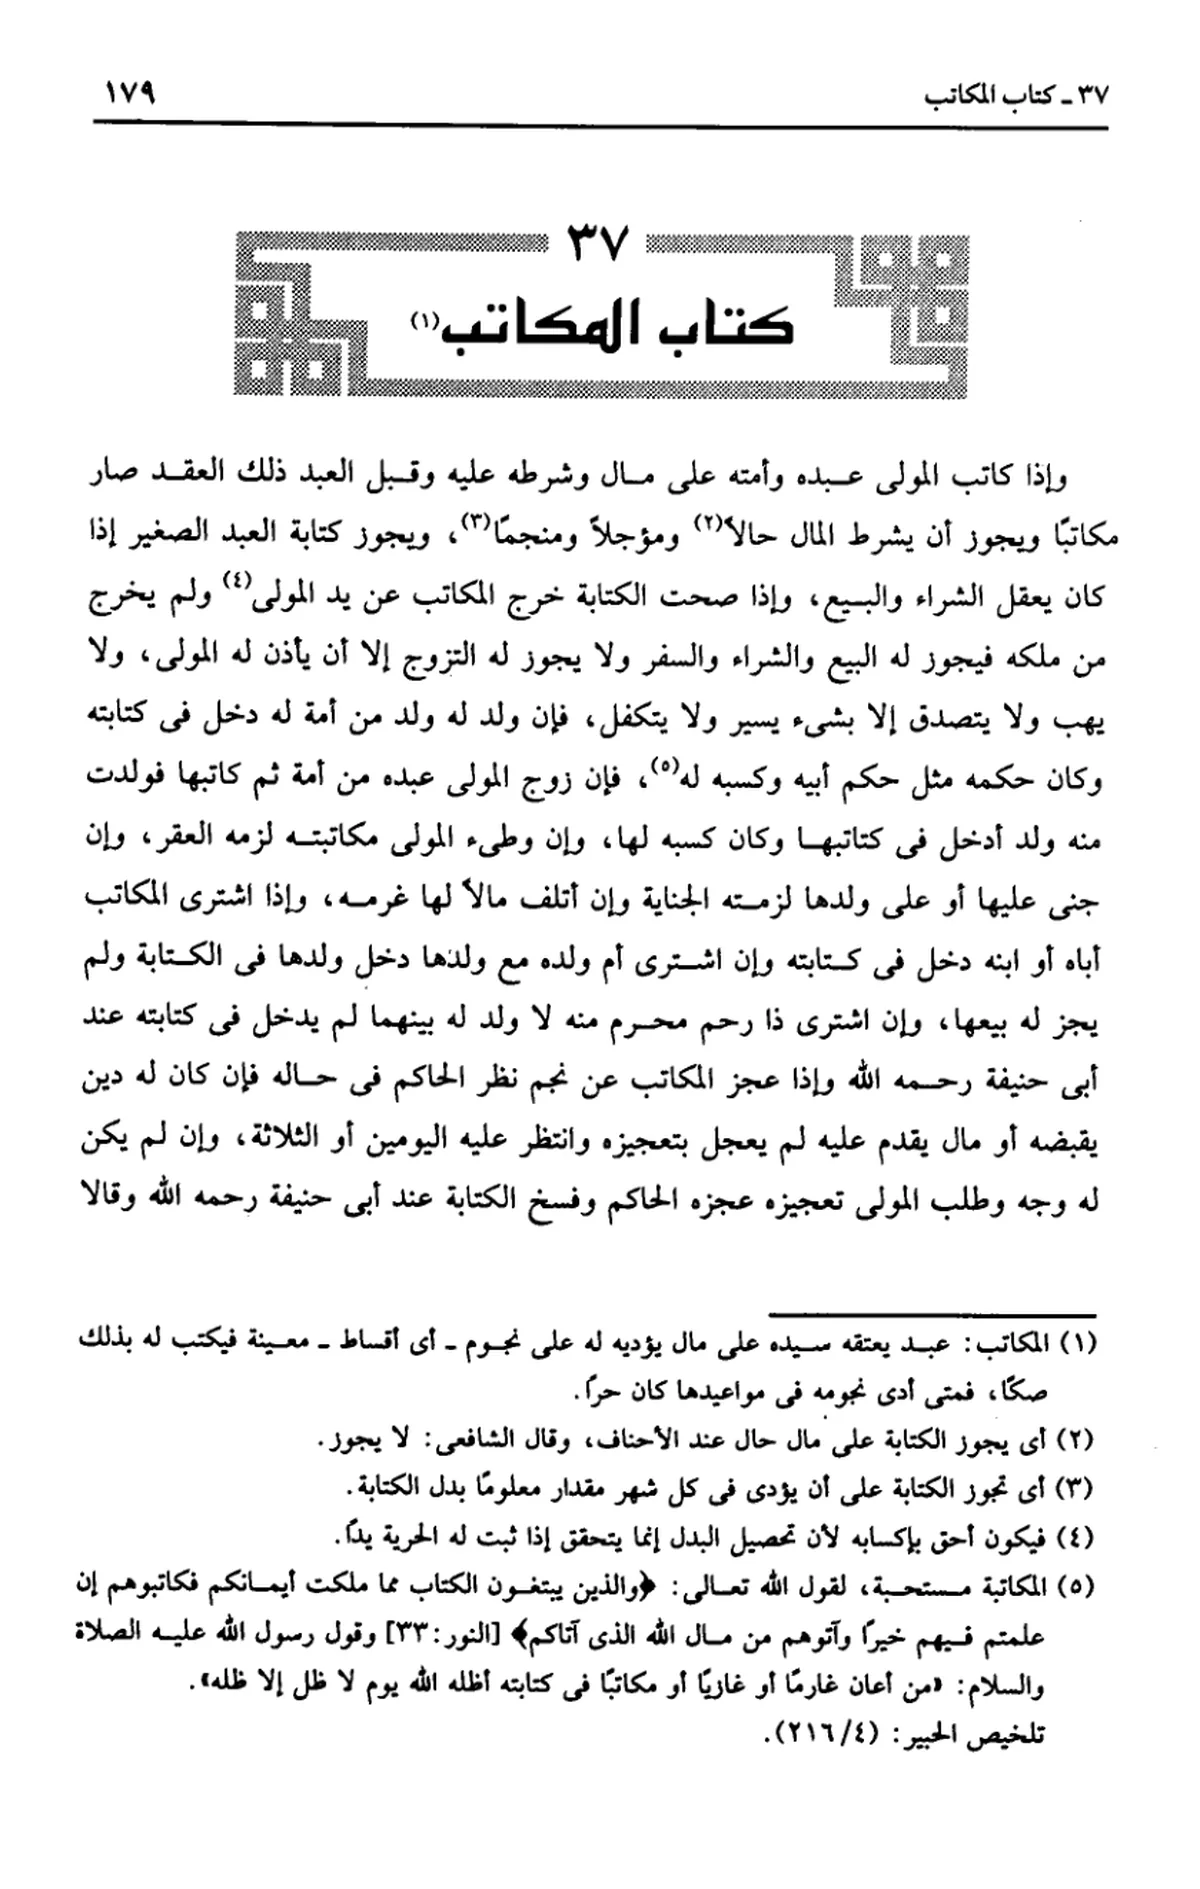 ٣٧ ـ كتاب المكاتب ١٧٩
٣٧
كتاب المكاتب(١)
وإذا كاتب المولى عبده وأمته على مال وشرطه عليه وقبل العبد ذلك العقد صار
مكاتبًا ويجوز أن يشرط المال حالاً(٢) ومؤجلاً ومنجمًا(٣)، ويجوز كتابة العبد الصغير إذا
كان يعقل الشراء والبيع، وإذا صحت الكتابة خرج المكاتب عن يد المولى(٤) ولم يخرج
من ملكه فيجوز له البيع والشراء والسفر ولا يجوز له التزوج إلا أن يأذن له المولى، ولا
يهب ولا يتصدق إلا بشىء يسير ولا يتكفل، فإن ولد له ولد من أمة له دخل فى كتابته
وكان حكمه مثل حكم أبيه وكسبه له(٥)، فإن زوج المولى عبده من أمة ثم كاتبها فولدت
منه ولد أدخل فى كتاتبها وكان كسبه لها، وإن وطىء المولى مكاتبته لزمه العقر، وإن
جنى عليها أو على ولدها لزمته الجناية وإن أتلف مالاً لها غرمه، وإذا اشترى المكاتب
أباه أو ابنه دخل فى كتابته وإن اشترى أم ولده مع ولدها دخل ولدها فى الكتابة ولم
يجز له بيعها، وإن اشترى ذا رحم محرم منه لا ولد له بينهما لم يدخل فى كتابته عند
أبى حنيفة رحمه الله وإذا عجز المكاتب عن نجم نظر الحاكم فى حاله فإن كان له دين
يقبضه أو مال يقدم عليه لم يعجل بتعجيزه وانتظر عليه اليومين أو الثلاثة، وإن لم يكن
له وجه وطلب المولى تعجيزه عجزه الحاكم وفسخ الكتابة عند أبى حنيفة رحمه الله وقالا
(١) المكاتب: عبد يعتقه سيده على مال يؤديه له على نجوم ـ أى أقساط ـ معينة فيكتب له بذلك
صكًا، فمتى أدى نجومه فى مواعيدها كان حرًا.
(٢) أى يجوز الكتابة على مال حال عند الأحناف، وقال الشافعى: لا يجوز.
(٣) أى تجوز الكتابة على أن يؤدى فى كل شهر مقدار معلومًا بدل الكتابة.
(٤) فيكون أحق بإكسابه لأن تحصيل البدل إنما يتحقق إذا ثبت له الحرية يدًا.
(٥) المكاتبة مستحبة، لقول الله تعالى: ﴿والذين يبتغون الكتاب مما ملكت أيمانكم فكاتبوهم إن
علمتم فيهم خيرًا وآتوهم من مال الله الذى آتاكم﴾ [النور:٣٣] وقول رسول الله عليه الصلاة
والسلام: «من أعان غارمًا أو غازيًا أو مكاتبًا فى كتابته أظله الله يوم لا ظل إلا ظله».
تلخيص الحبير: (٢١٦/٤).